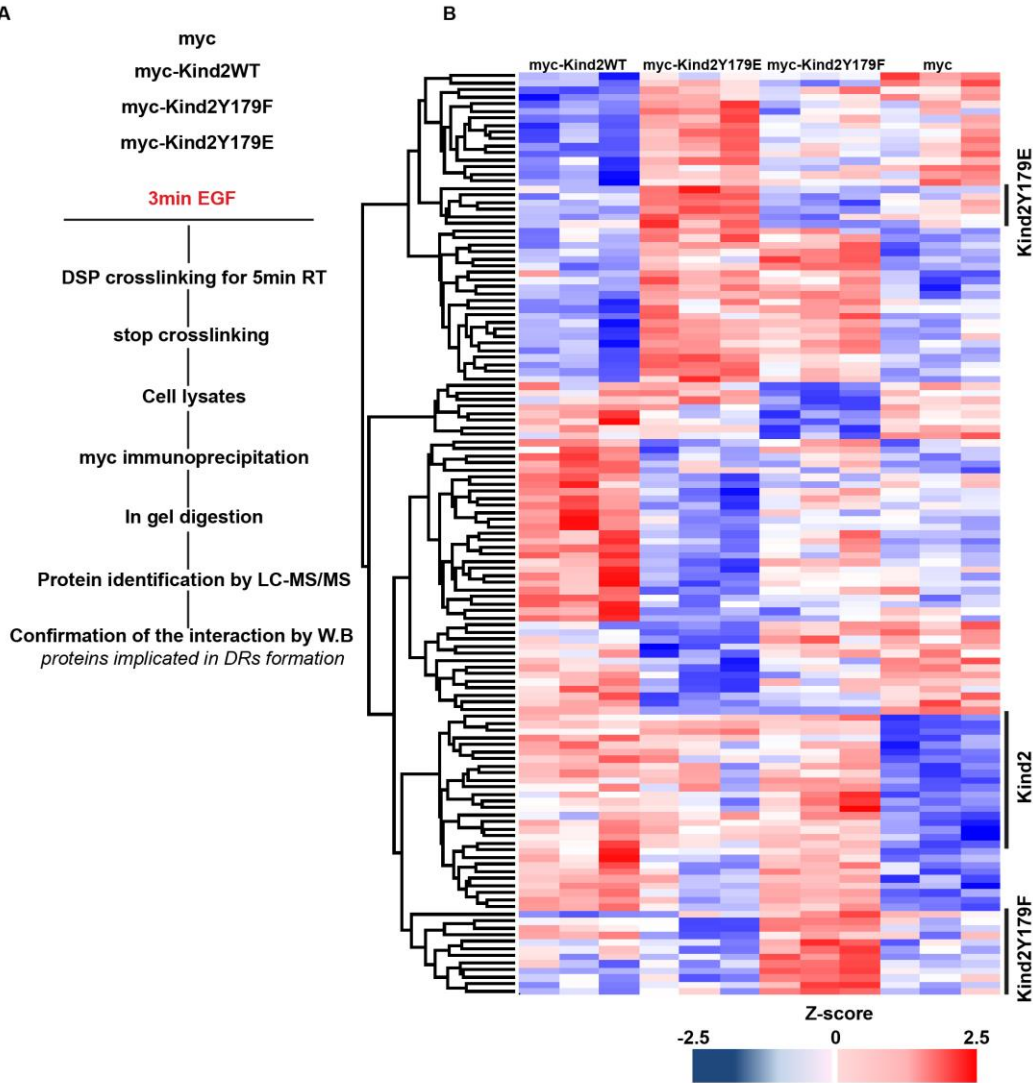 A
myc
myc-Kind2WT
myc-Kind2Y179F
myc-Kind2Y179E
3min EGF
DSP crosslinking for 5min RT
stop crosslinking
Cell lysates
myc immunoprecipitation
In gel digestion
Protein identification by LC-MS/MS
Confirmation of the interaction by W.B
proteins implicated in DRs formation
B
myc-Kind2WT myc-Kind2Y179E myc-Kind2Y179F myc
Kind2Y179E
Kind2
Kind2Y179F
Z-score
-2.5 0 2.5